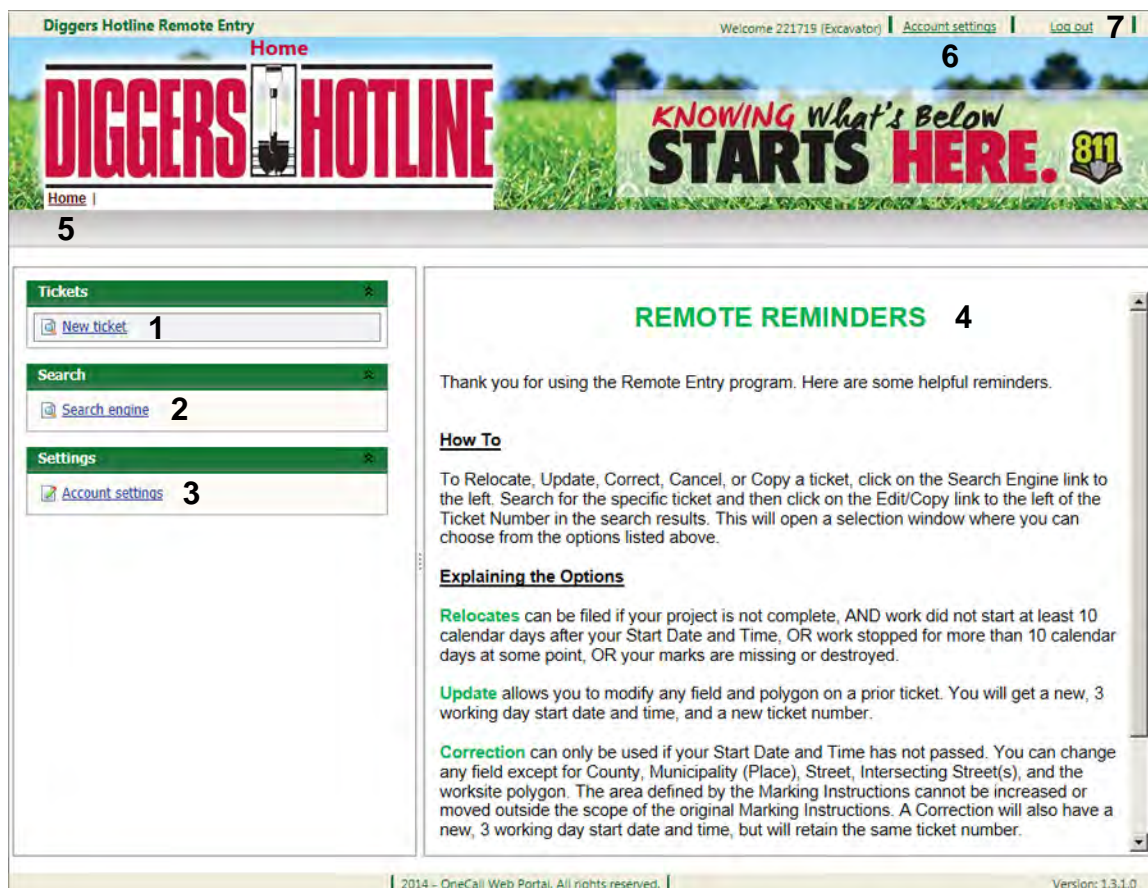 Diggers Hotline Remote Entry
Welcome 221719 (Excavator) Account settings Log out 7
6
Home
DIGGERS HOTLINE
KNOWING What's Below
STARTS HERE. 811
Home |
5
Tickets
New ticket 1
Search
Search engine 2
Settings
Account settings 3
REMOTE REMINDERS 4
Thank you for using the Remote Entry program. Here are some helpful reminders.
How To
To Relocate, Update, Correct, Cancel, or Copy a ticket, click on the Search Engine link to
the left. Search for the specific ticket and then click on the Edit/Copy link to the left of the
Ticket Number in the search results. This will open a selection window where you can
choose from the options listed above.
Explaining the Options
Relocates can be filed if your project is not complete, AND work did not start at least 10
calendar days after your Start Date and Time, OR work stopped for more than 10 calendar
days at some point, OR your marks are missing or destroyed.
Update allows you to modify any field and polygon on a prior ticket. You will get a new, 3
working day start date and time, and a new ticket number.
Correction can only be used if your Start Date and Time has not passed. You can change
any field except for County, Municipality (Place), Street, Intersecting Street(s), and the
worksite polygon. The area defined by the Marking Instructions cannot be increased or
moved outside the scope of the original Marking Instructions. A Correction will also have a
new, 3 working day start date and time, but will retain the same ticket number.
2014 - OneCall Web Portal. All rights reserved.
Version: 1.3.1.0